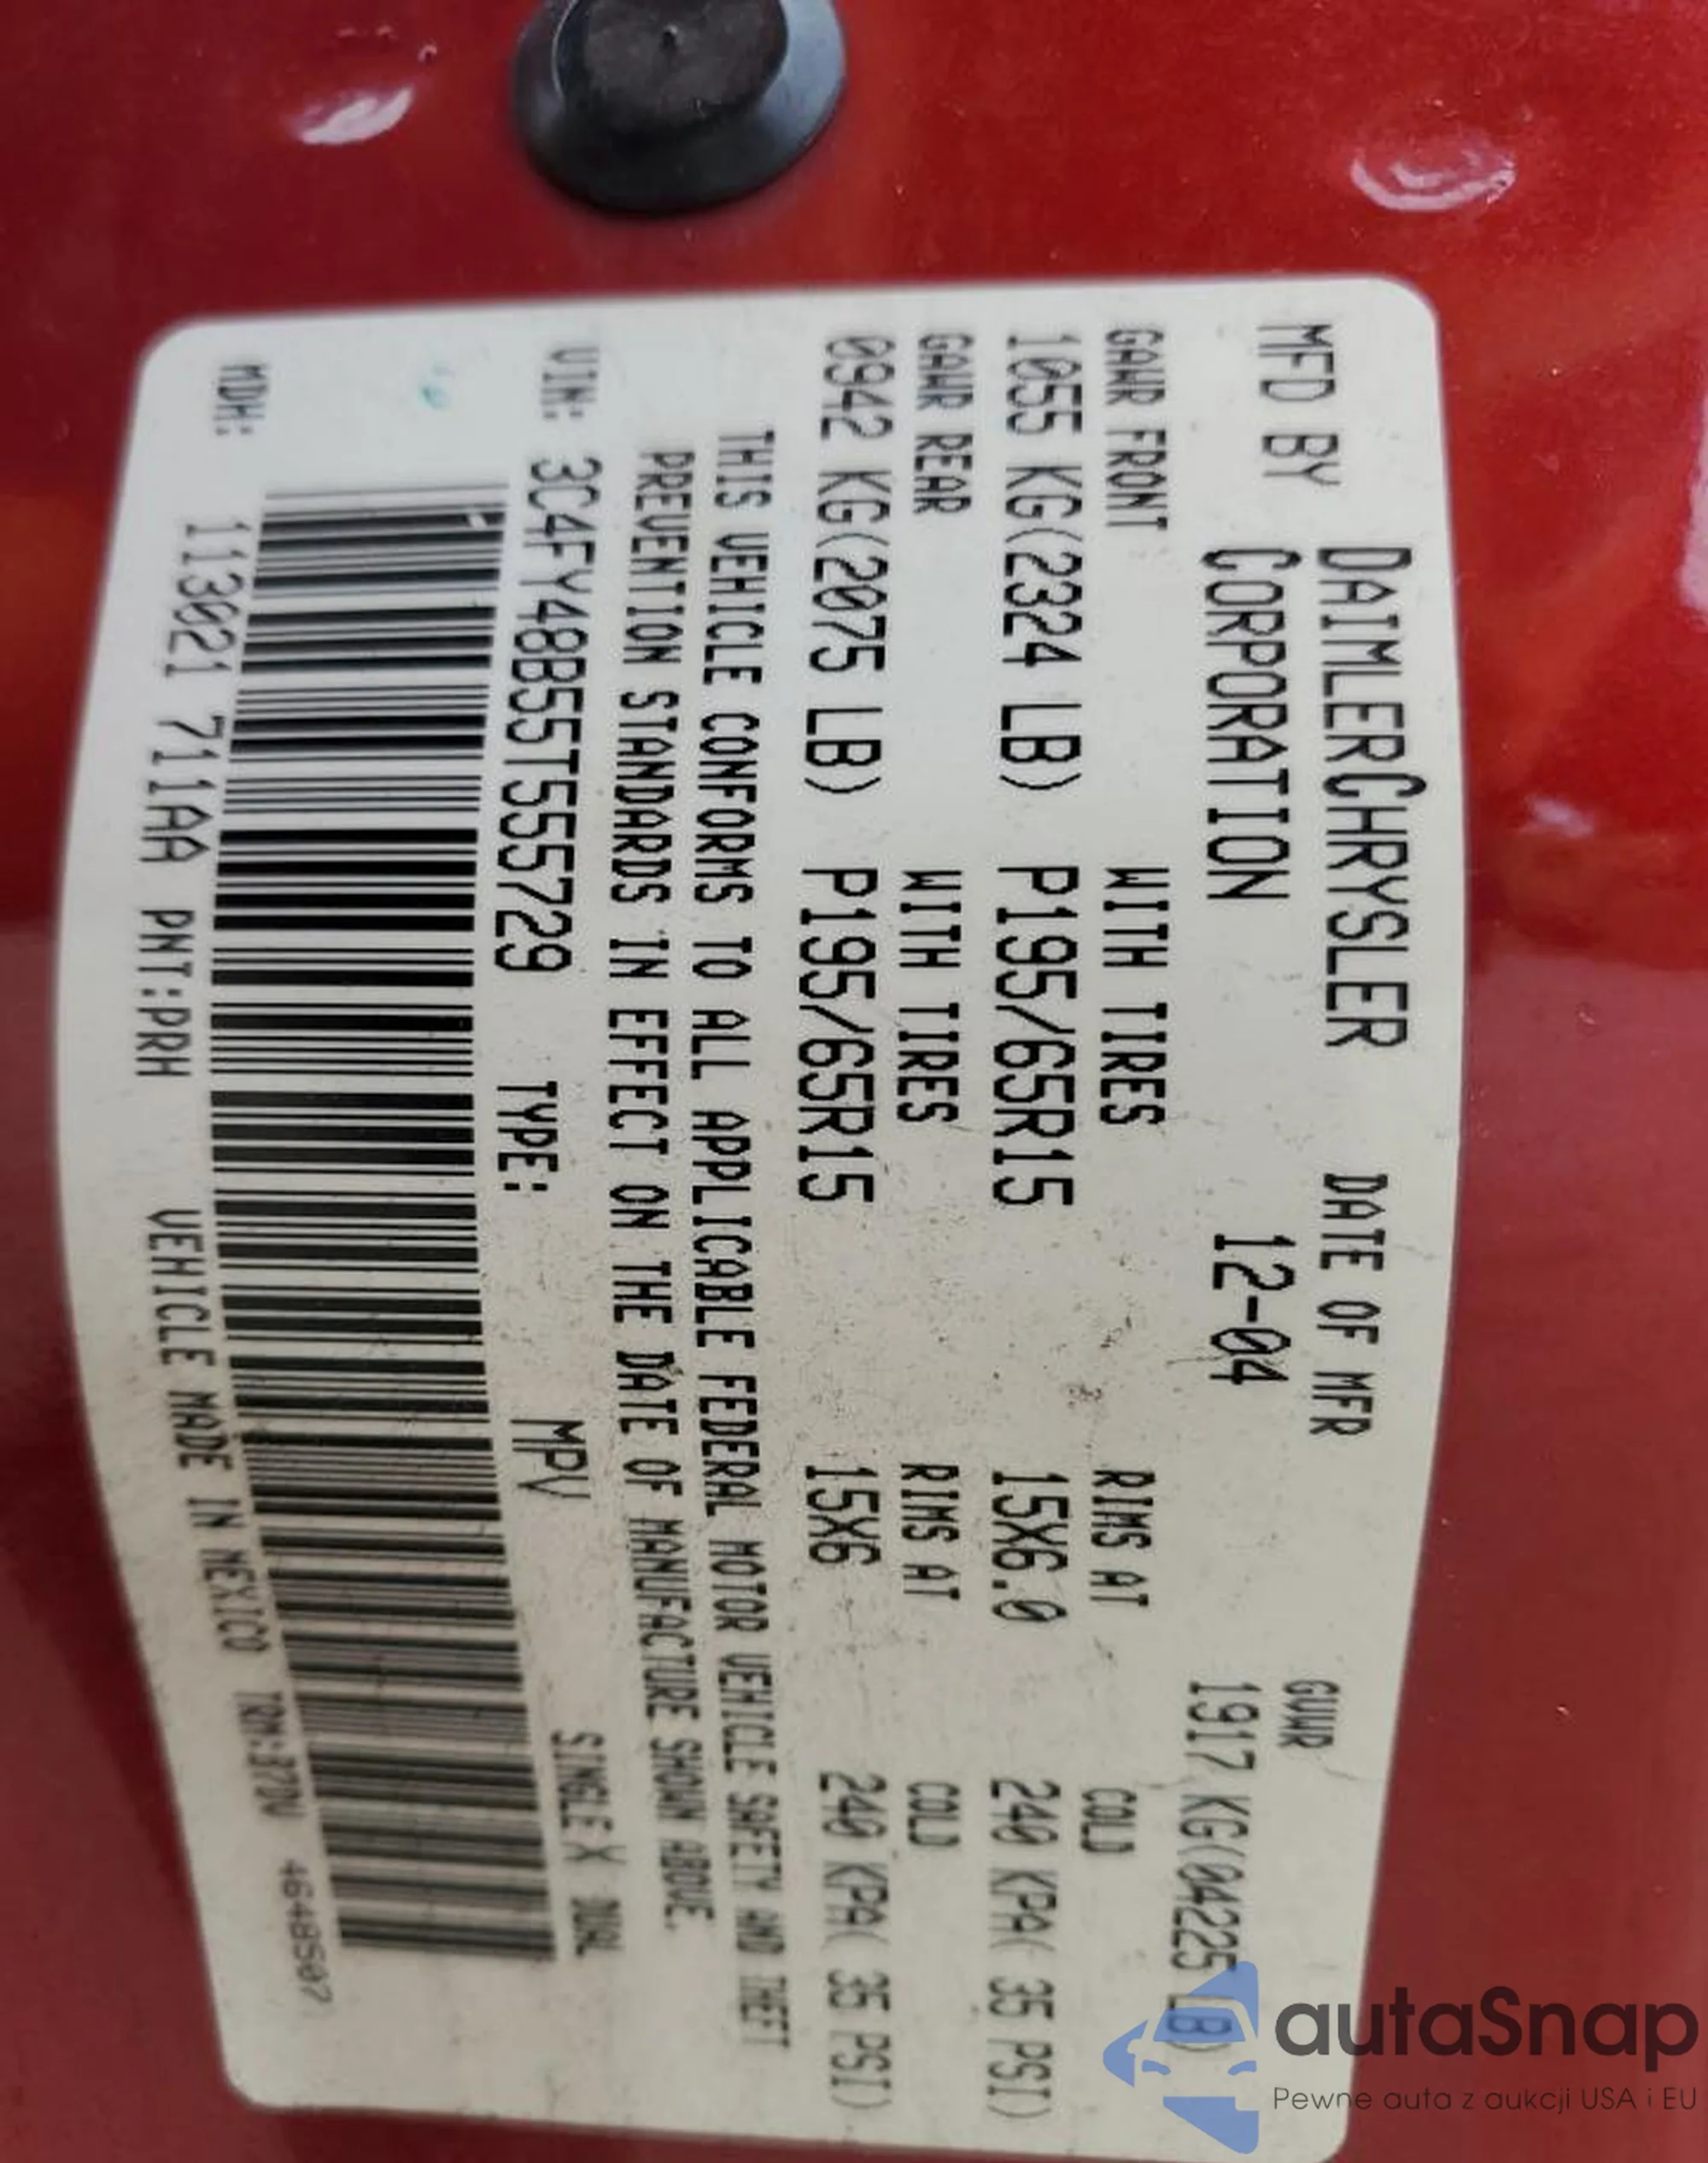 MFD BY DAIMLERCHRYSLER CORPORATION DATE OF MFR 12-04 GVWR 1917 KG(04225 LB)
GAWR FRONT WITH TIRES RIMS AT COLD
1055 KG(2324 LB) P195/65R15 15X6.0 240 KPA( 35 PSI)
GAWR REAR WITH TIRES RIMS AT COLD
0942 KG(2075 LB) P195/65R15 15X6 240 KPA( 35 PSI)
THIS VEHICLE CONFORMS TO ALL APPLICABLE FEDERAL MOTOR VEHICLE SAFETY AND THEFT
PREVENTION STANDARDS IN EFFECT ON THE DATE OF MANUFACTURE SHOWN ABOVE.
VIN: 3C4FY48B55T555729 TYPE: MPV SINGLE X DUAL
MDH: 113021 711AA PNT:PRH VEHICLE MADE IN MEXICO
autaSnap
Pewne auta z aukcji USA i EU